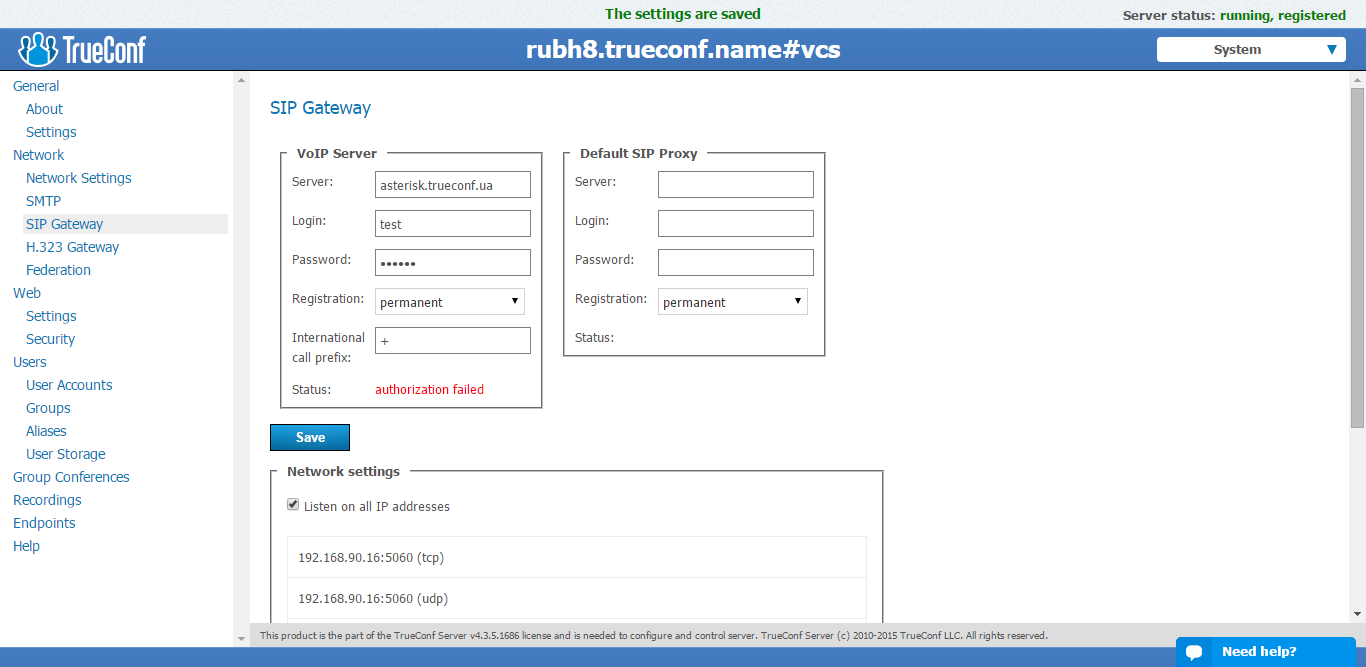 The settings are saved
Server status: running, registered
TrueConf
rubh8.trueconf.name#vcs
System
General
About
Settings
Network
Network Settings
SMTP
SIP Gateway
H.323 Gateway
Federation
Web
Settings
Security
Users
User Accounts
Groups
Aliases
User Storage
Group Conferences
Recordings
Endpoints
Help
SIP Gateway
VoIP Server
Server: asterisk.trueconf.ua
Login: test
Password: ••••••
Registration: permanent
International call prefix: +
Status: authorization failed
Default SIP Proxy
Server:
Login:
Password:
Registration: permanent
Status:
Save
Network settings
Listen on all IP addresses
192.168.90.16:5060 (tcp)
192.168.90.16:5060 (udp)
This product is the part of the TrueConf Server v4.3.5.1686 license and is needed to configure and control server. TrueConf Server (c) 2010-2015 TrueConf LLC. All rights reserved.
Need help?